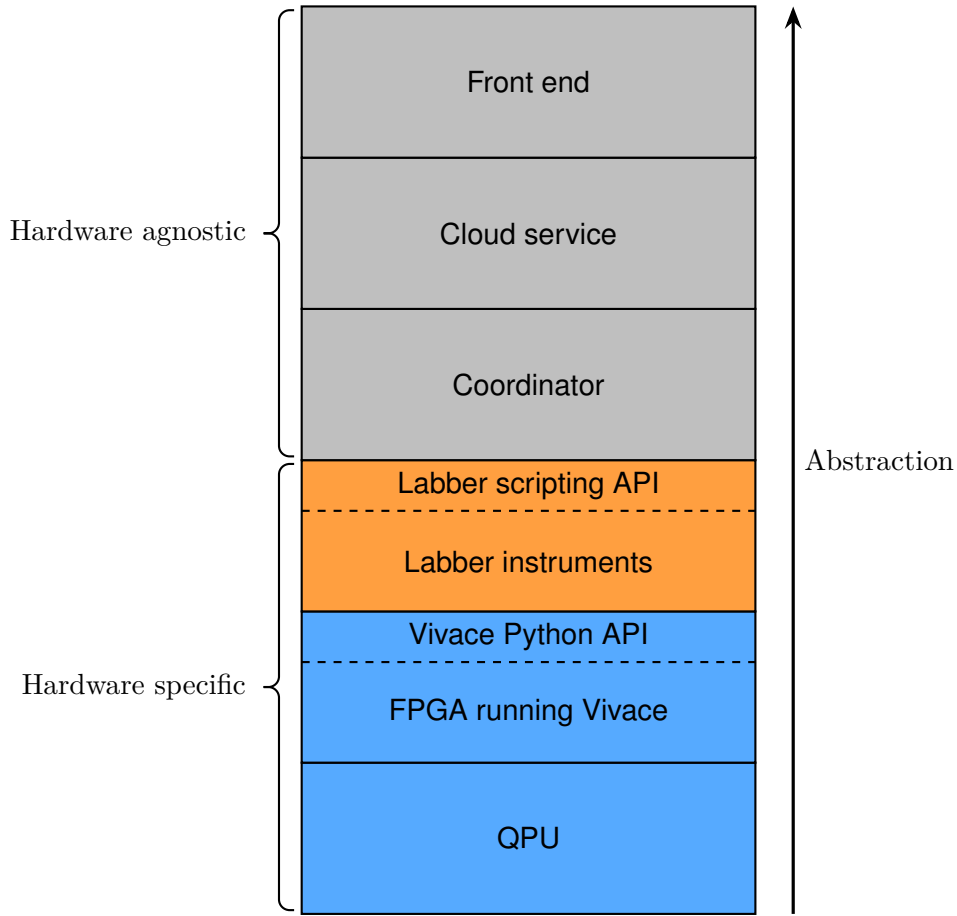 Front end
Cloud service
Hardware agnostic
Coordinator
Labber scripting API
Abstraction
Labber instruments
Vivace Python API
Hardware specific
FPGA running Vivace
QPU